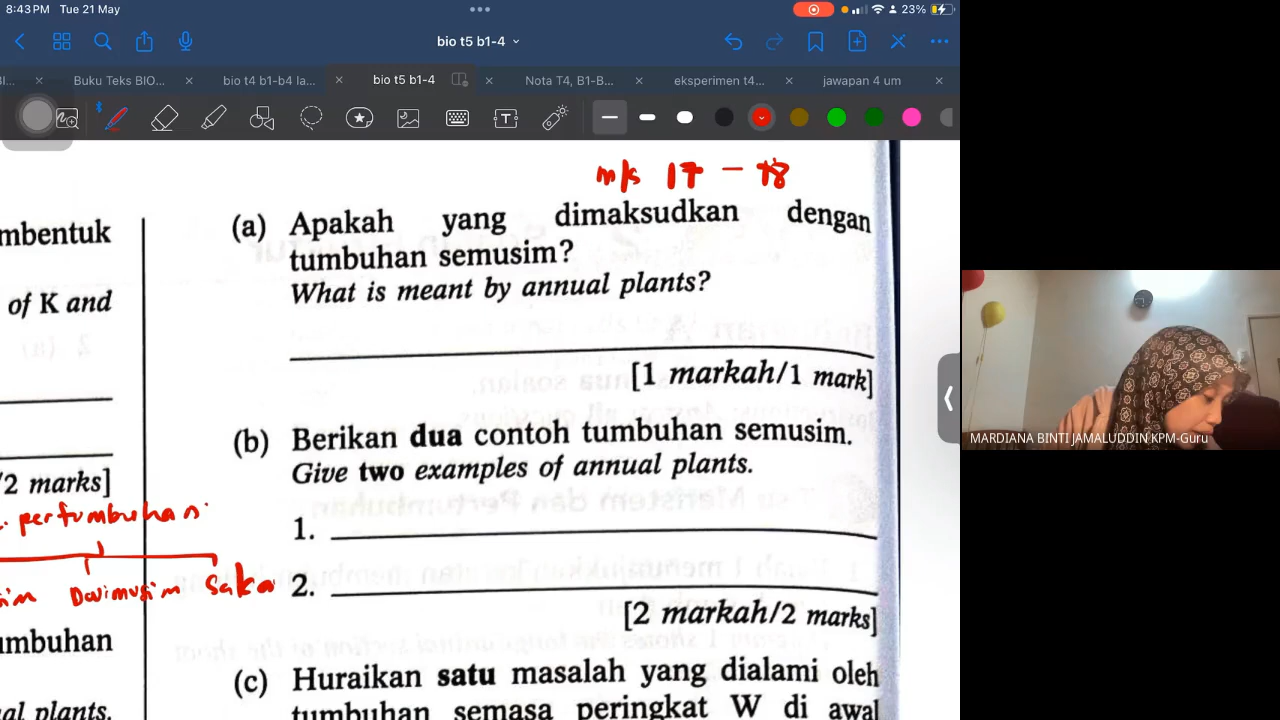 8:43 PM Tue 21 May
23%
bio t5 b1-4
Buku Teks BIO...
bio t4 b1-b4 la...
bio t5 b1-4
Nota T4, B1-B...
eksperimen t4...
jawapan 4 um
m/s 17 - 18
mbentuk
of K and
/2 marks]
pertumbuhan
Dwimusim saka
umbuhan
al plants.
(a) Apakah yang dimaksudkan dengan
tumbuhan semusim?
What is meant by annual plants?
[1 markah/1 mark]
(b) Berikan dua contoh tumbuhan semusim.
Give two examples of annual plants.
1.
2.
[2 markah/2 marks]
(c) Huraikan satu masalah yang dialami oleh
tumbuhan semasa peringkat W di awal
MARDIANA BINTI JAMALUDDIN KPM-Guru